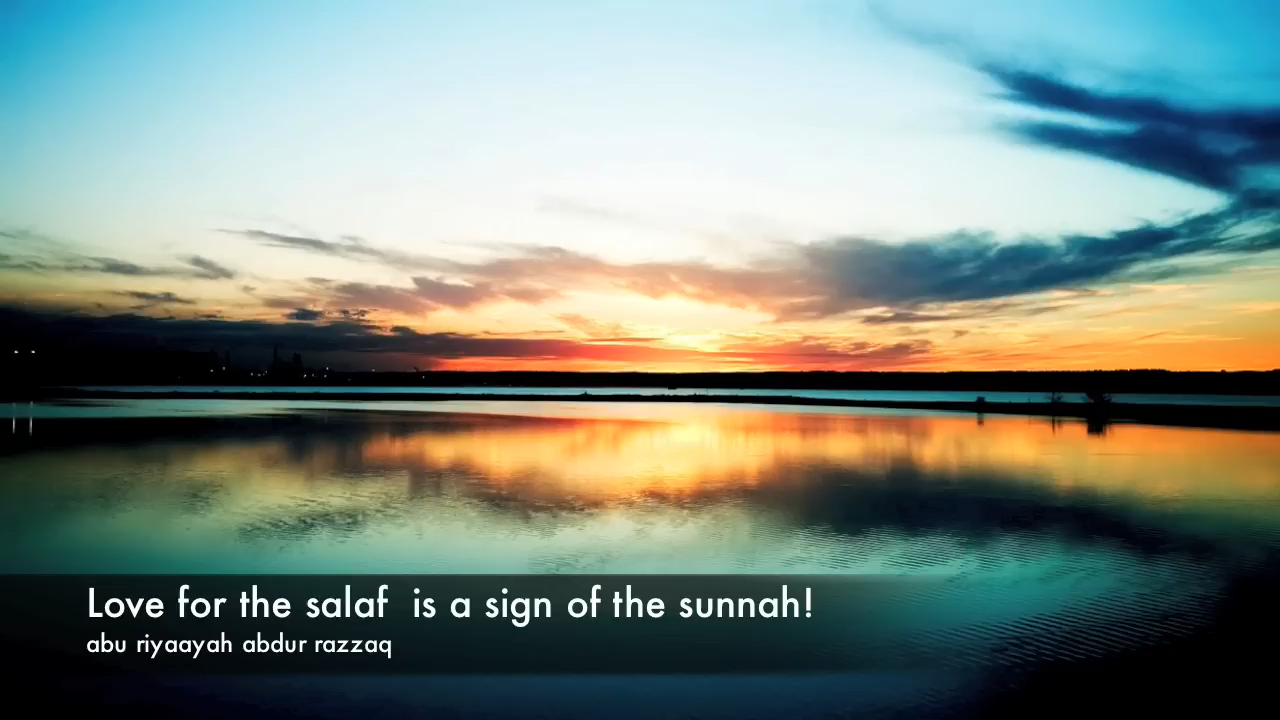 Love for the salaf  is a sign of the sunnah!
abu riyaayah abdur razzaq